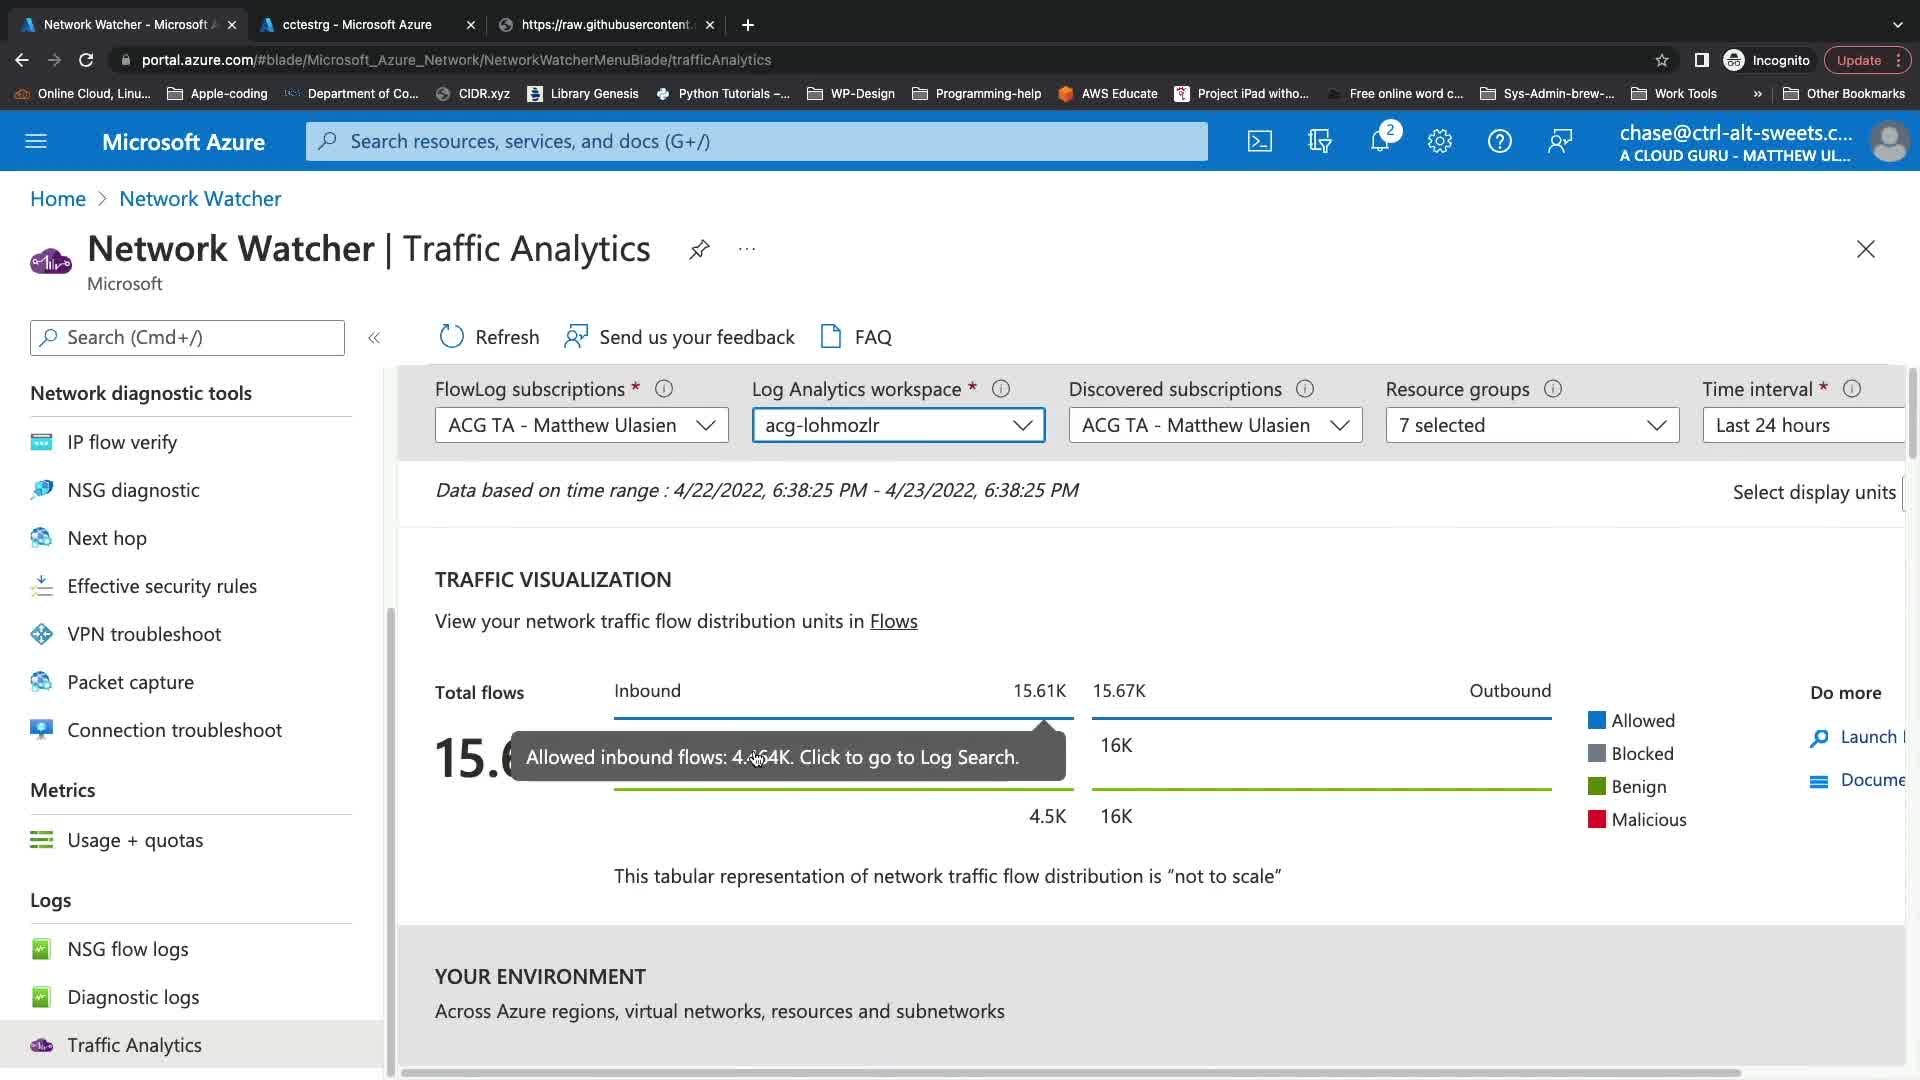 Network Watcher - Microsoft A
cctestrg - Microsoft Azure
https://raw.githubusercontent.
portal.azure.com/#blade/Microsoft_Azure_Network/NetworkWatcherMenuBlade/trafficAnalytics
Incognito
Update
Online Cloud, Linu...
Apple-coding
Department of Co...
CIDR.xyz
Library Genesis
Python Tutorials –...
WP-Design
Programming-help
AWS Educate
Project iPad witho...
Free online word c...
Sys-Admin-brew-...
Work Tools
»
Other Bookmarks
Microsoft Azure
Search resources, services, and docs (G+/)
2
chase@ctrl-alt-sweets.c...
A CLOUD GURU - MATTHEW UL...
Home > Network Watcher
Network Watcher | Traffic Analytics
...
Microsoft
Search (Cmd+/)
«
Refresh
Send us your feedback
FAQ
Network diagnostic tools
IP flow verify
NSG diagnostic
Next hop
Effective security rules
VPN troubleshoot
Packet capture
Connection troubleshoot
Metrics
Usage + quotas
Logs
NSG flow logs
Diagnostic logs
Traffic Analytics
FlowLog subscriptions *
Log Analytics workspace *
Discovered subscriptions
Resource groups
Time interval *
ACG TA - Matthew Ulasien
acg-lohmozlr
ACG TA - Matthew Ulasien
7 selected
Last 24 hours
Data based on time range : 4/22/2022, 6:38:25 PM - 4/23/2022, 6:38:25 PM
Select display units
TRAFFIC VISUALIZATION
View your network traffic flow distribution units in Flows
Total flows
Inbound
15.61K
15.67K
Outbound
15.6
Allowed inbound flows: Click to go to Log Search.
16K
4.5K
16K
Allowed
Blocked
Benign
Malicious
Do more
Launch
Docume
This tabular representation of network traffic flow distribution is “not to scale”
YOUR ENVIRONMENT
Across Azure regions, virtual networks, resources and subnetworks